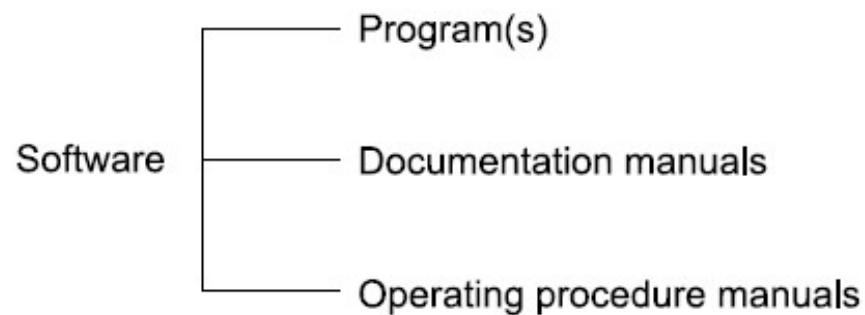 Program(s)
Software
Documentation manuals
Operating procedure manuals